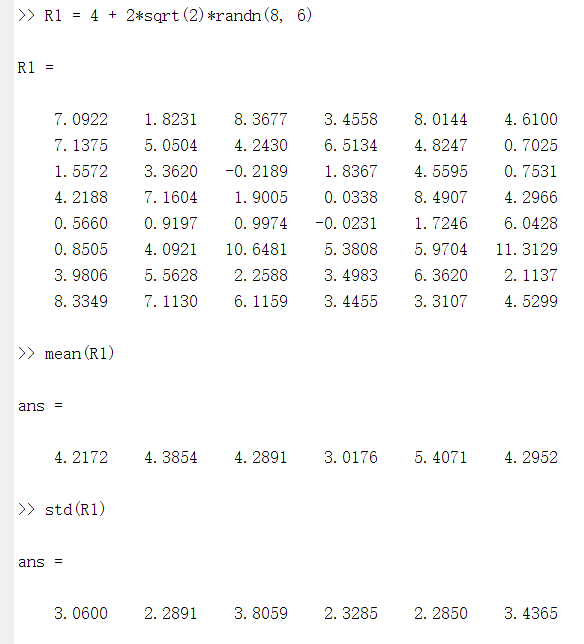 >> R1 = 4 + 2*sqrt(2)*randn(8, 6)
R1 =
7.0922 1.8231 8.3677 3.4558 8.0144 4.6100
7.1375 5.0504 4.2430 6.5134 4.8247 0.7025
1.5572 3.3620 -0.2189 1.8367 4.5595 0.7531
4.2188 7.1604 1.9005 0.0338 8.4907 4.2966
0.5660 0.9197 0.9974 -0.0231 1.7246 6.0428
0.8505 4.0921 10.6481 5.3808 5.9704 11.3129
3.9806 5.5628 2.2588 3.4983 6.3620 2.1137
8.3349 7.1130 6.1159 3.4455 3.3107 4.5299
>> mean(R1)
ans =
4.2172 4.3854 4.2891 3.0176 5.4071 4.2952
>> std(R1)
ans =
3.0600 2.2891 3.8059 2.3285 2.2850 3.4365